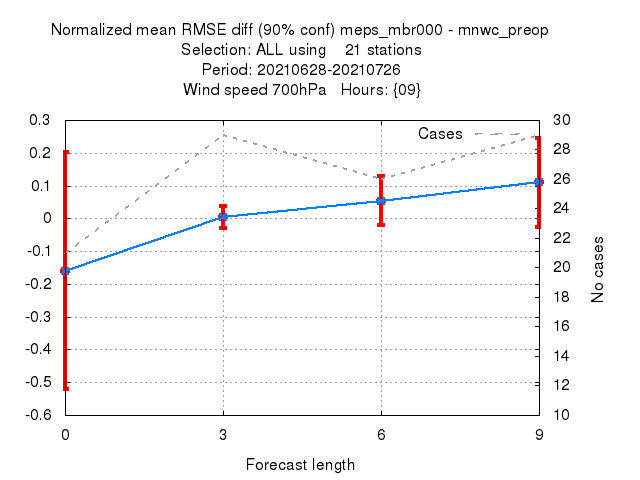 Normalized mean RMSE diff (90% conf) meps_mbr000 - mnwc_preop
Selection: ALL using 21 stations
Period: 20210628-20210726
Wind speed 700hPa Hours: {09}
Cases
0.3
0.2
0.1
0
-0.1
-0.2
-0.3
-0.4
-0.5
-0.6
30
28
26
24
22
20
18
16
14
12
10
No cases
0 3 6 9
Forecast length